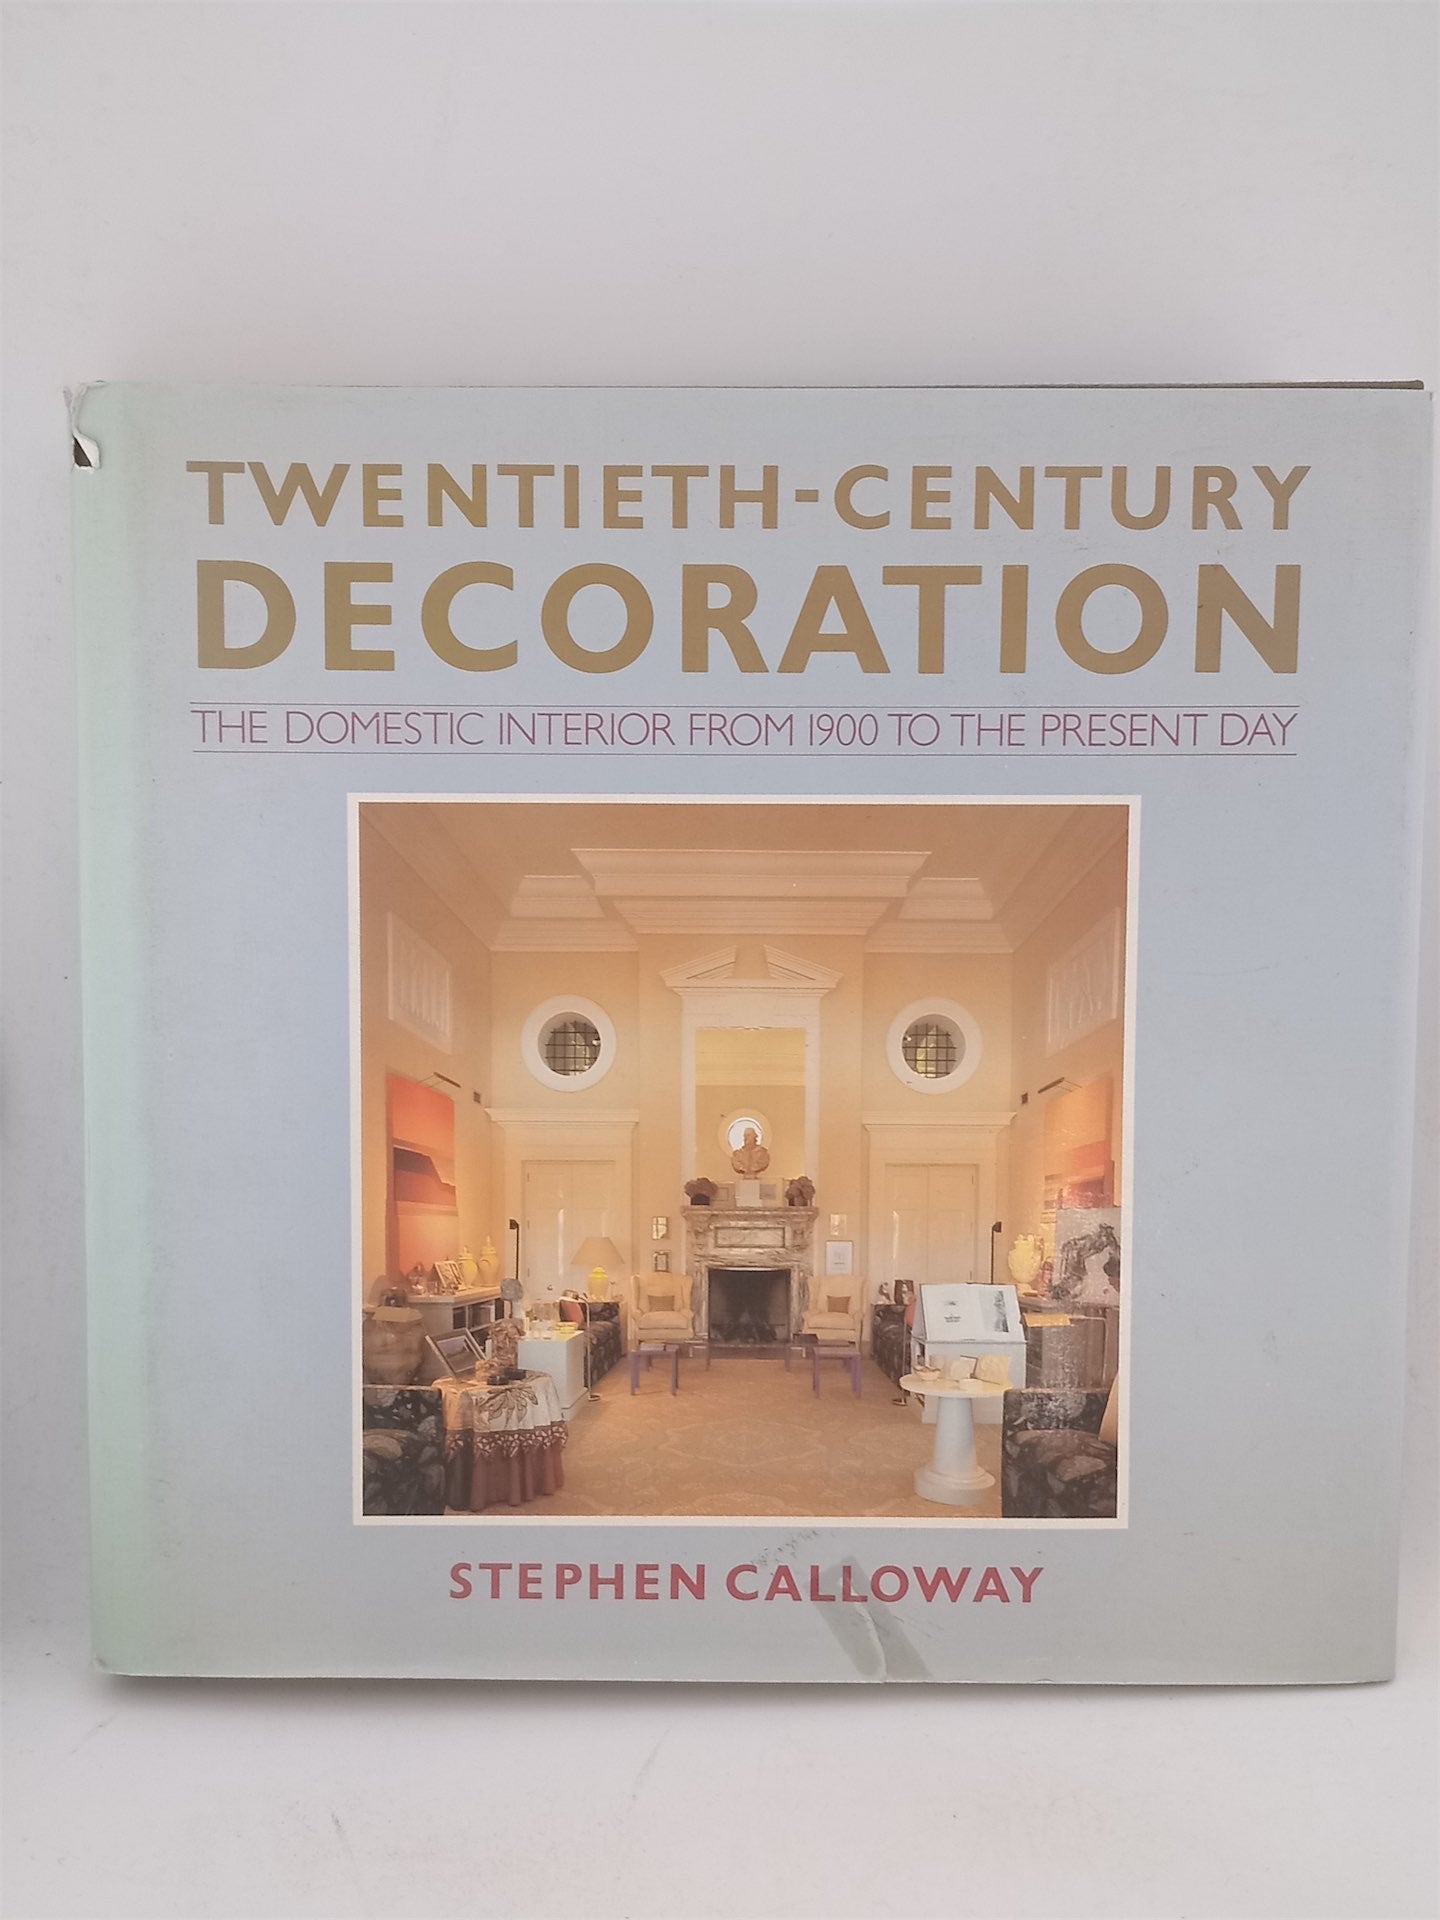 TWENTIETH-CENTURY
DECORATION
THE DOMESTIC INTERIOR FROM 1900 TO THE PRESENT DAY
STEPHEN CALLOWAY